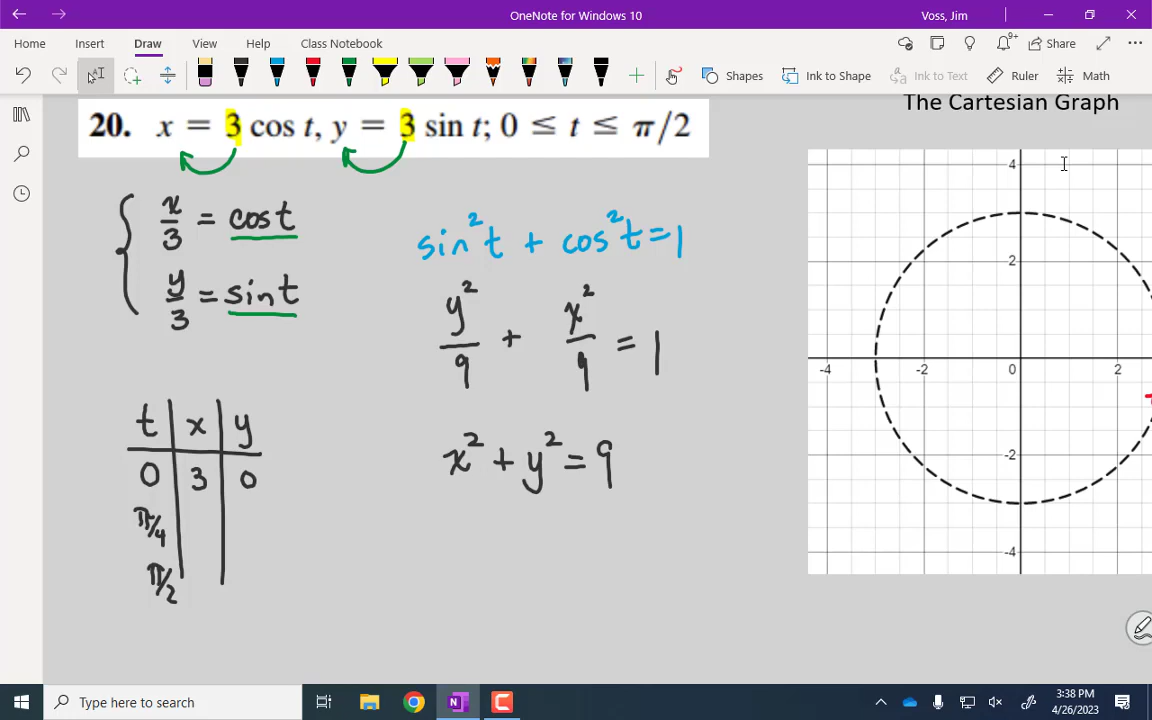 OneNote for Windows 10
Voss, Jim
Home Insert Draw View Help Class Notebook
9+
Share
Shapes Ink to Shape Ink to Text Ruler Math
The Cartesian Graph
20. x = 3 cos t, y = 3 sin t; 0 ≤ t ≤ π/2
x/3 = cos t
y/3 = sin t
sin²t + cos²t = 1
y²/9 + x²/9 = 1
x² + y² = 9
t x y
0 3 0
π/4
π/2
4
2
-4 -2 0 2
-2
-4
Type here to search
3:38 PM
4/26/2023